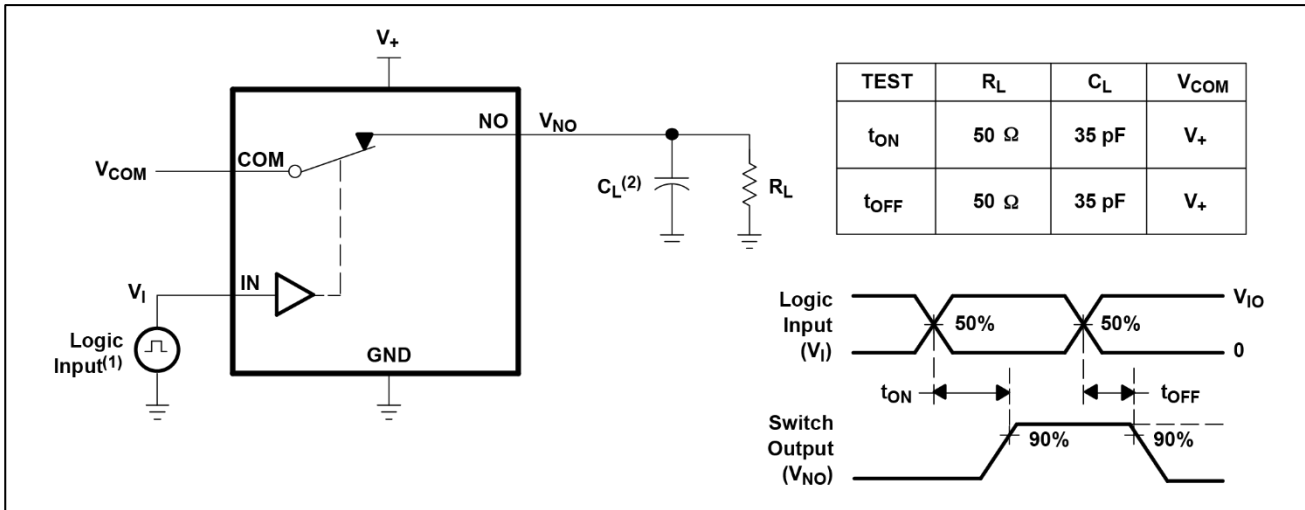 V+
NO
VNO
COM
VCOM
CL(2)
RL
IN
VI
Logic
Input(1)
GND
TEST RL CL VCOM
tON 50 Ω 35 pF V+
tOFF 50 Ω 35 pF V+
Logic
Input
(VI)
50%
50%
VIO
0
tON
tOFF
Switch
Output
(VNO)
90%
90%